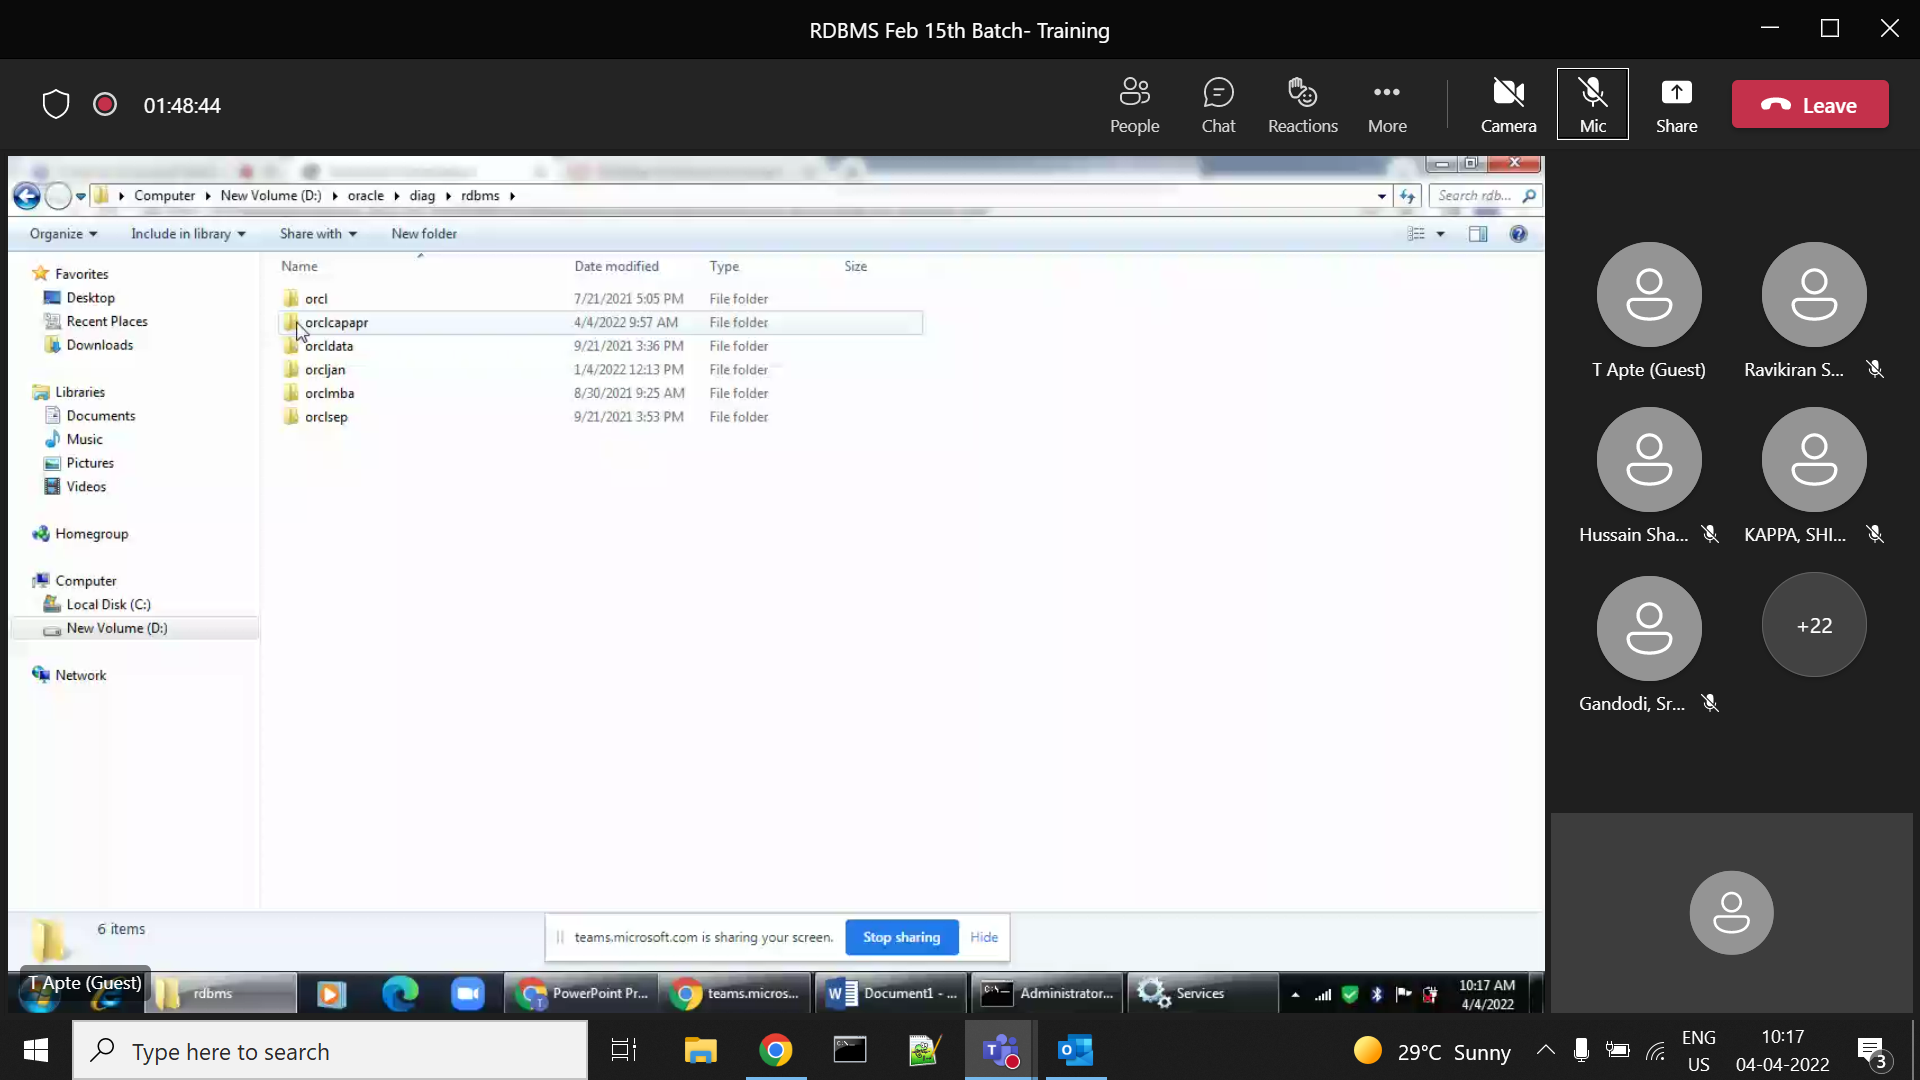 RDBMS Feb 15th Batch- Training
01:48:44
People
Chat
Reactions
More
Camera
Mic
Share
Leave
Computer
New Volume (D:)
oracle
diag
rdbms
Search rdb...
Organize
Include in library
Share with
New folder
Name
Date modified
Type
Size
orcl 7/21/2021 5:05 PM File folder
orclcapapr 4/4/2022 9:57 AM File folder
orcldata 9/21/2021 3:36 PM File folder
orcljan 1/4/2022 12:13 PM File folder
orclmba 8/30/2021 9:25 AM File folder
orclsep 9/21/2021 3:53 PM File folder
Favorites
Desktop
Recent Places
Downloads
Libraries
Documents
Music
Pictures
Videos
Homegroup
Computer
Local Disk (C:)
New Volume (D:)
Network
6 items
teams.microsoft.com is sharing your screen.
Stop sharing
Hide
T Apte (Guest)
rdbms
PowerPoint Pr...
teams.micros...
Document1 - ...
Administrator...
Services
10:17 AM
4/4/2022
T Apte (Guest)
Ravikiran S...
Hussain Sha...
KAPPA, SHI...
Gandodi, Sr...
+22
Type here to search
29°C Sunny
ENG
US
10:17
04-04-2022
3